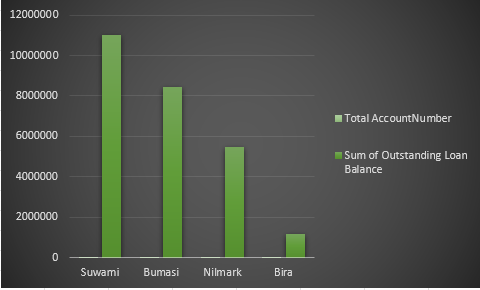 12000000
10000000
8000000
6000000
4000000
2000000
0
Suwami Bumasi Nilmark Bira
Total AccountNumber
Sum of Outstanding Loan
Balance